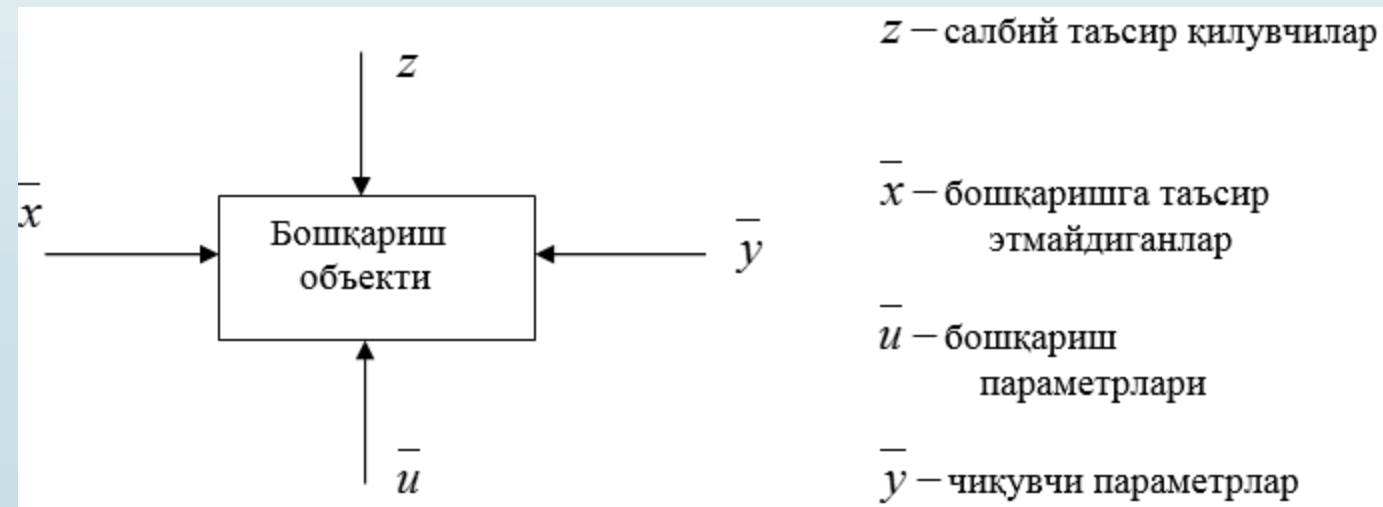 z
x̄
Бошқариш
объекти
ȳ
ū
z – салбий таъсир қилувчилар
x̄ – бошқаришга таъсир
этмайдиганлар
ū – бошқариш
параметрлари
ȳ – чиқувчи параметрлар